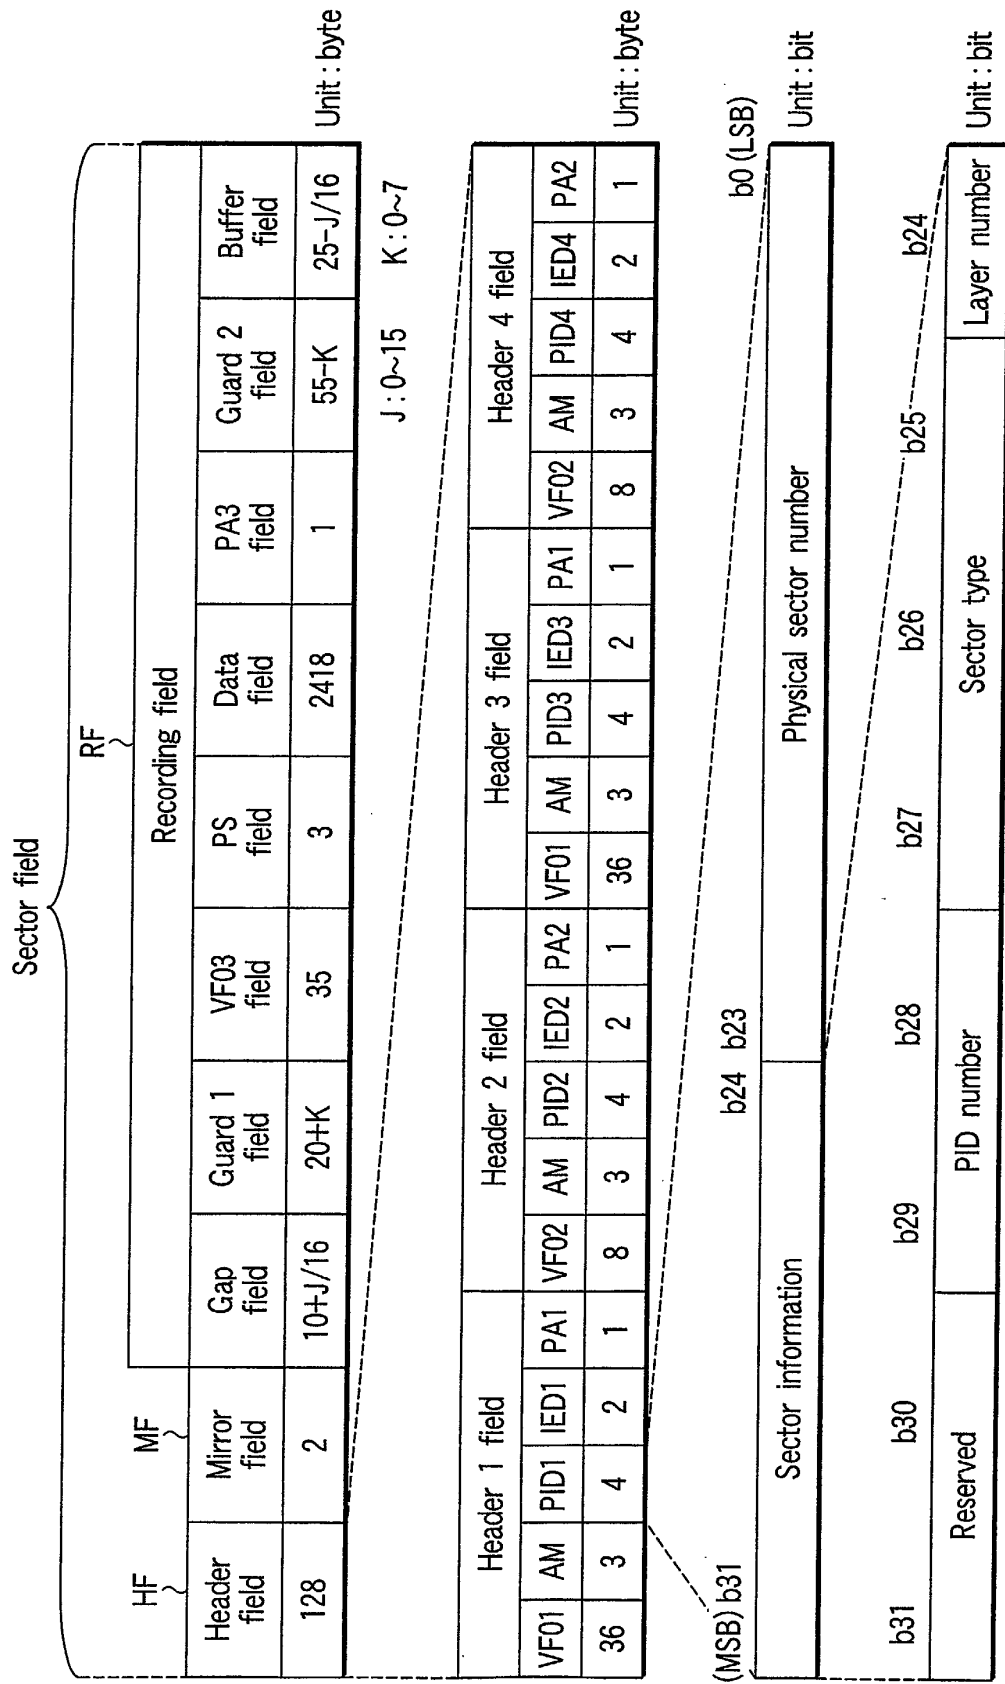 Sector field
HF MF RF
Recording field
Header field Mirror field Gap field Guard 1 field VF03 field PS field Data field PA3 field Guard 2 field Buffer field
128 2 10+J/16 20+K 35 3 2418 1 55-K 25-J/16
Unit : byte
J : 0~15 K : 0~7
Header 1 field Header 2 field Header 3 field Header 4 field
VF01 AM PID1 IED1 PA1 VF02 AM PID2 IED2 PA2 VF01 AM PID3 IED3 PA1 VF02 AM PID4 IED4 PA2
36 3 4 2 1 8 3 4 2 1 36 3 4 2 1 8 3 4 2 1
Unit : byte
(MSB) b31 b24 b23 b0 (LSB)
Sector information Physical sector number
Unit : bit
b31 b30 b29 b28 b27 b26 b25 b24
Reserved PID number Sector type Layer number
Unit : bit